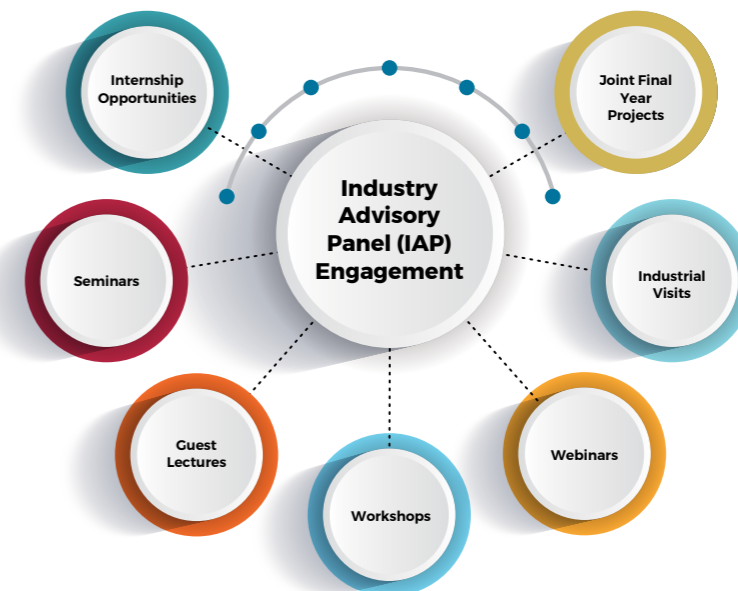 Internship
Opportunities
Joint Final
Year
Projects
Industry
Advisory
Panel (IAP)
Engagement
Seminars
Industrial
Visits
Guest
Lectures
Webinars
Workshops